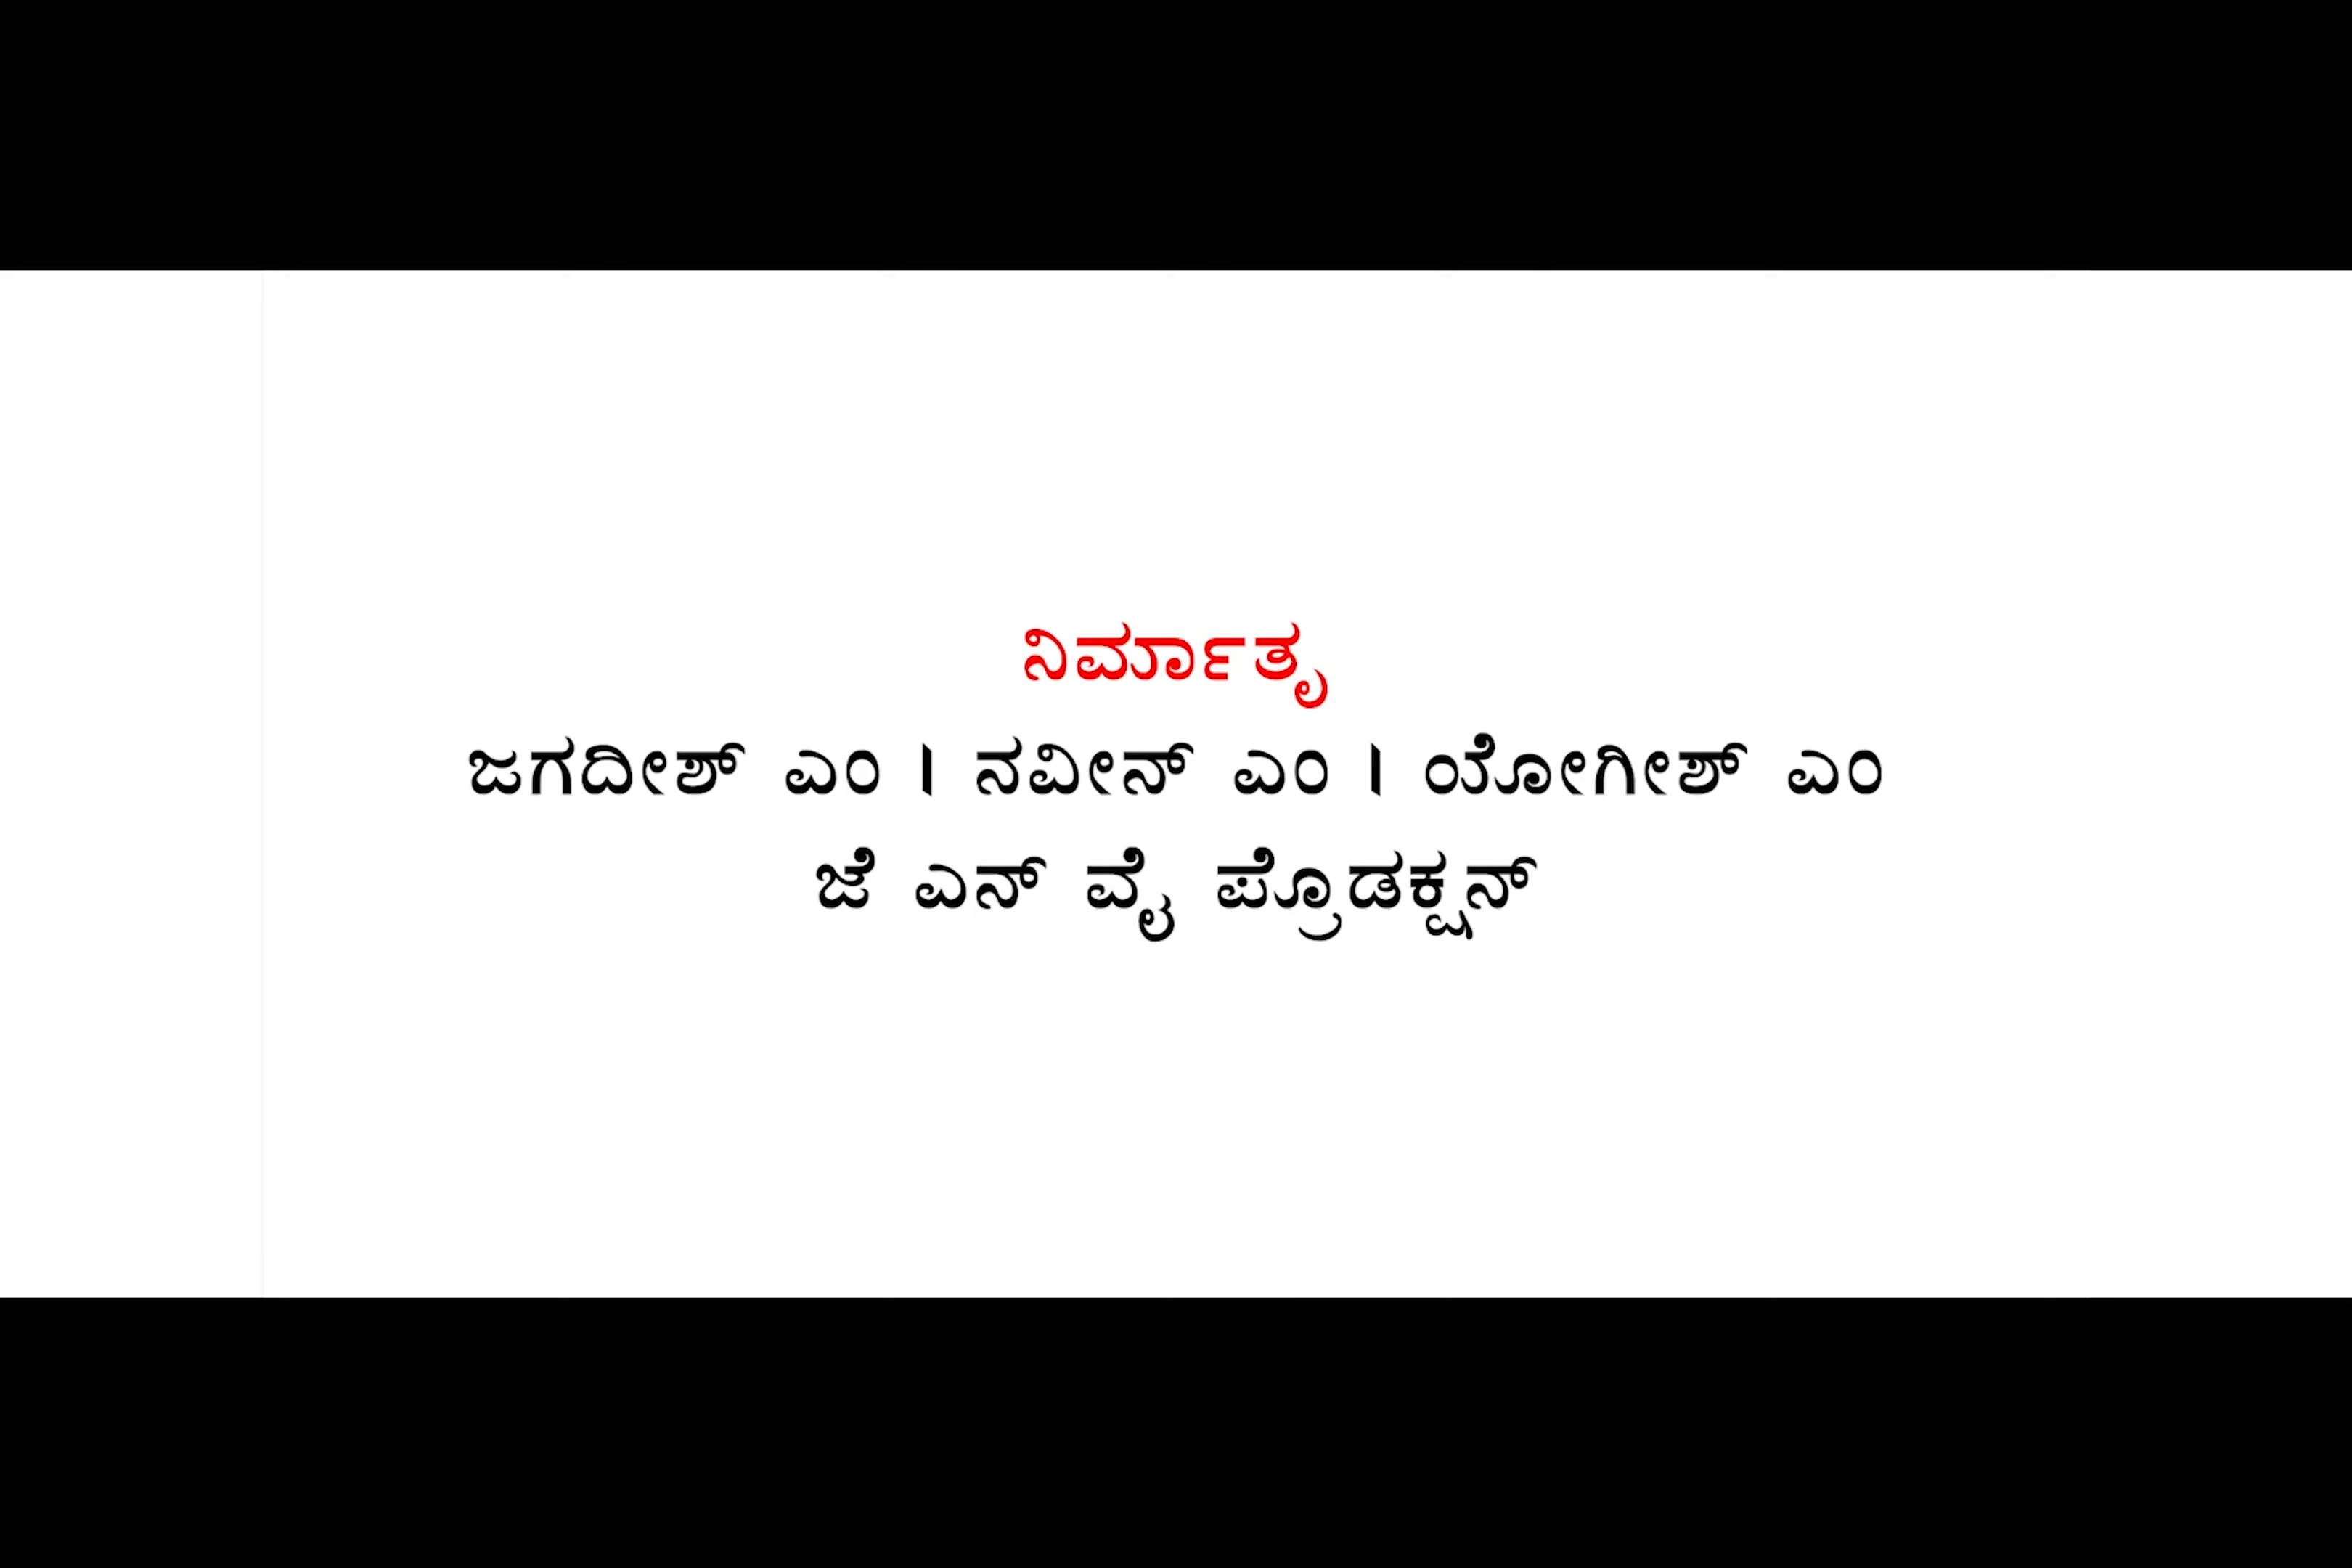 ನಿರ್ಮಾತೃ
ಜಗದೀಶ್ ಎಂ । ನವೀನ್ ಎಂ । ಯೋಗೀಶ್ ಎಂ
ಜೆ ಎನ್ ವೈ ಪ್ರೊಡಕ್ಷನ್